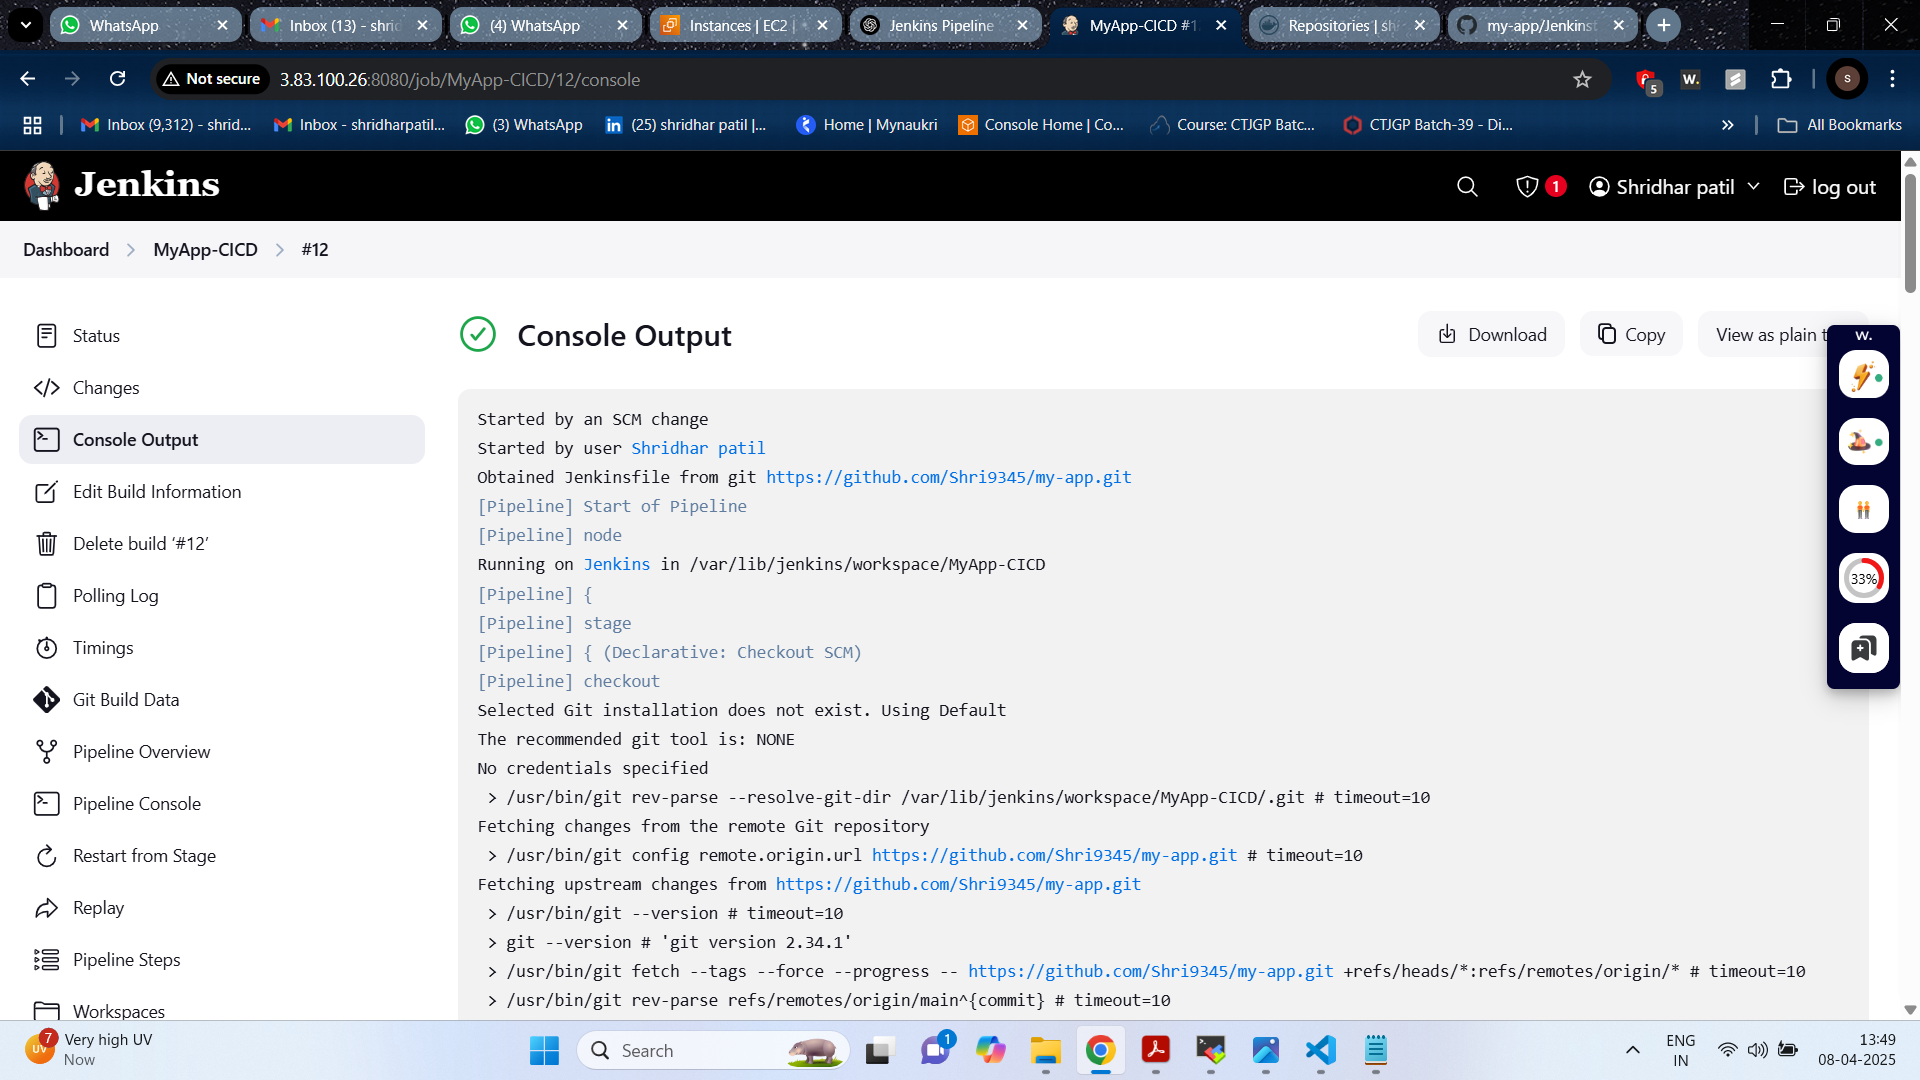 WhatsApp
Inbox (13) - shrid
(4) WhatsApp
Instances | EC2 |
Jenkins Pipeline
MyApp-CICD #1
Repositories | sh
my-app/Jenkinsf
Not secure
3.83.100.26:8080/job/MyApp-CICD/12/console
5
W.
S
Inbox (9,312) - shrid...
Inbox - shridharpatil...
(3) WhatsApp
(25) shridhar patil |...
Home | Mynaukri
Console Home | Co...
Course: CTJGP Batc...
CTJGP Batch-39 - Di...
All Bookmarks
Jenkins
1
Shridhar patil
log out
Dashboard
MyApp-CICD
#12
Status
Changes
Console Output
Edit Build Information
Delete build ‘#12’
Polling Log
Timings
Git Build Data
Pipeline Overview
Pipeline Console
Restart from Stage
Replay
Pipeline Steps
Workspaces
Console Output
Download
Copy
View as plain t
W.
33%
Started by an SCM change
Started by user Shridhar patil
Obtained Jenkinsfile from git https://github.com/Shri9345/my-app.git
[Pipeline] Start of Pipeline
[Pipeline] node
Running on Jenkins in /var/lib/jenkins/workspace/MyApp-CICD
[Pipeline] {
[Pipeline] stage
[Pipeline] { (Declarative: Checkout SCM)
[Pipeline] checkout
Selected Git installation does not exist. Using Default
The recommended git tool is: NONE
No credentials specified
> /usr/bin/git rev-parse --resolve-git-dir /var/lib/jenkins/workspace/MyApp-CICD/.git # timeout=10
Fetching changes from the remote Git repository
> /usr/bin/git config remote.origin.url https://github.com/Shri9345/my-app.git # timeout=10
Fetching upstream changes from https://github.com/Shri9345/my-app.git
> /usr/bin/git --version # timeout=10
> git --version # 'git version 2.34.1'
> /usr/bin/git fetch --tags --force --progress -- https://github.com/Shri9345/my-app.git +refs/heads/*:refs/remotes/origin/* # timeout=10
> /usr/bin/git rev-parse refs/remotes/origin/main^{commit} # timeout=10
7
UV
Very high UV
Now
Search
1
ENG
IN
13:49
08-04-2025